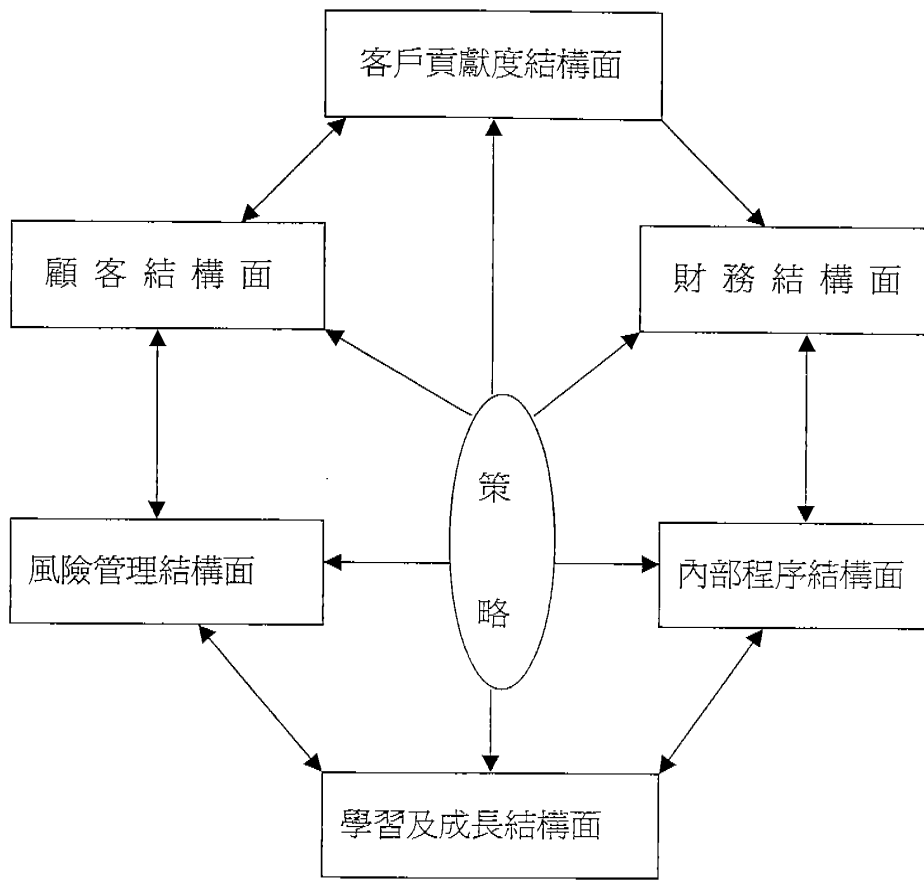 客戶貢獻度結構面
顧客結構面
財務結構面
策略
風險管理結構面
內部程序結構面
學習及成長結構面